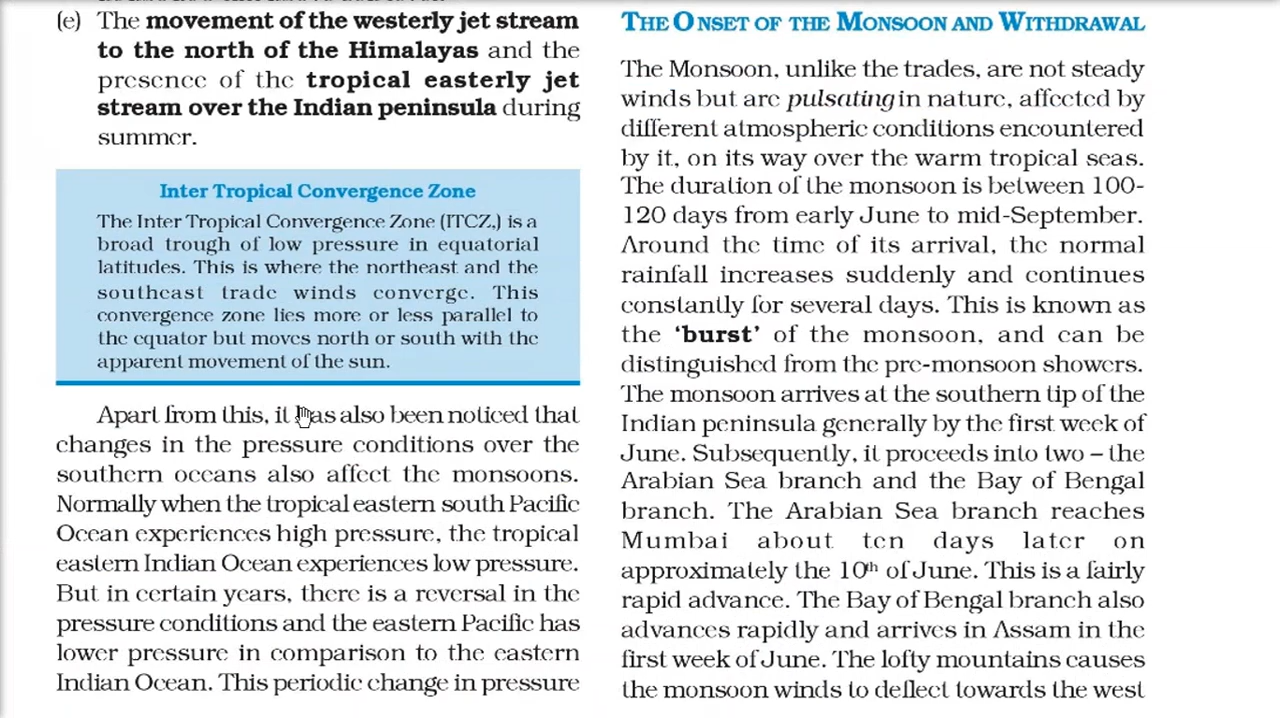 (e) The movement of the westerly jet stream
to the north of the Himalayas and the
presence of the tropical easterly jet
stream over the Indian peninsula during
summer.
Inter Tropical Convergence Zone
The Inter Tropical Convergence Zone (ITCZ,) is a
broad trough of low pressure in equatorial
latitudes. This is where the northeast and the
southeast trade winds converge. This
convergence zone lies more or less parallel to
the equator but moves north or south with the
apparent movement of the sun.
Apart from this, it has also been noticed that
changes in the pressure conditions over the
southern oceans also affect the monsoons.
Normally when the tropical eastern south Pacific
Ocean experiences high pressure, the tropical
eastern Indian Ocean experiences low pressure.
But in certain years, there is a reversal in the
pressure conditions and the eastern Pacific has
lower pressure in comparison to the eastern
Indian Ocean. This periodic change in pressure
THE ONSET OF THE MONSOON AND WITHDRAWAL
The Monsoon, unlike the trades, are not steady
winds but are pulsating in nature, affected by
different atmospheric conditions encountered
by it, on its way over the warm tropical seas.
The duration of the monsoon is between 100-
120 days from early June to mid-September.
Around the time of its arrival, the normal
rainfall increases suddenly and continues
constantly for several days. This is known as
the ‘burst’ of the monsoon, and can be
distinguished from the pre-monsoon showers.
The monsoon arrives at the southern tip of the
Indian peninsula generally by the first week of
June. Subsequently, it proceeds into two – the
Arabian Sea branch and the Bay of Bengal
branch. The Arabian Sea branch reaches
Mumbai about ten days later on
approximately the 10th of June. This is a fairly
rapid advance. The Bay of Bengal branch also
advances rapidly and arrives in Assam in the
first week of June. The lofty mountains causes
the monsoon winds to deflect towards the west